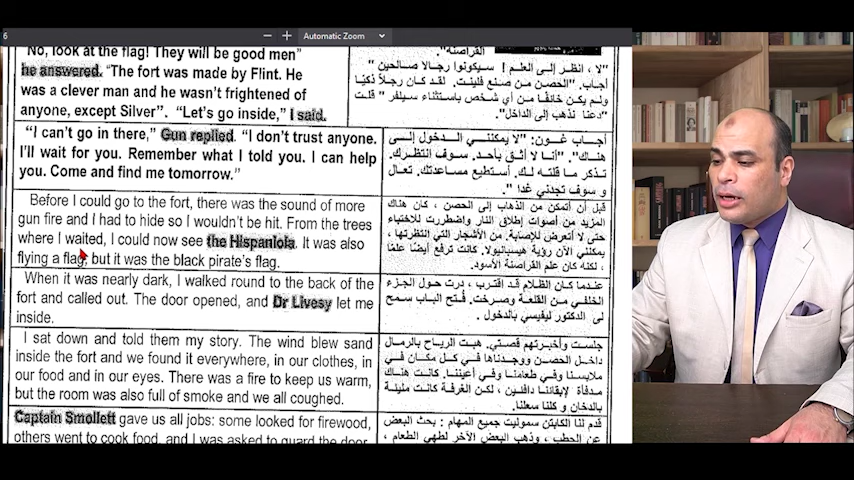 6
Automatic Zoom
"No, look at the flag! They will be good men"
he answered. "The fort was made by Flint. He
was a clever man and he wasn't frightened of
anyone, except Silver". "Let's go inside," I said.
القراصنة".
"لا ، انظر إلى العلم ! سيكونوا رجالا صالحين "
أجاب. "الحصن من صنع فلينت. لقد كان رجلاً ذكيًا
ولم يكن خائفا من أي شخص باستثناء سيلفر " قلت
"دعنا نذهب إلى الداخل"
"I can't go in there," Gun replied. "I don't trust anyone.
I'll wait for you. Remember what I told you. I can help
you. Come and find me tomorrow."
أجاب غون: "لا يمكنني الدخول إلى
هناك". "أنا لا أثق بأحد. سوف انتظرك.
تذكر ما قلته لك. أستطيع مساعدتك. تعال
و سوف تجدني غدا".
Before I could go to the fort, there was the sound of more
gun fire and I had to hide so I wouldn't be hit. From the trees
where I waited, I could now see the Hispaniola. It was also
flying a flag, but it was the black pirate's flag.
قبل أن أتمكن من الذهاب إلى الحصن ، كان هناك
المزيد من أصوات إطلاق النار واضطررت للاختباء
حتى لا أتعرض للإصابة. من الأشجار التي انتظرتها ،
يمكنني الآن رؤية هيسبانيولا. كانت ترفع أيضًا علمًا
، لكنه كان علم القراصنة الأسود.
When it was nearly dark, I walked round to the back of the
fort and called out. The door opened, and Dr Livesy let me
inside.
عندما كان الظلام قد اقترب ، درت حول الجزء
الخلفي من القلعة وصرخت. فتح الباب سمح
لى الدكتور ليفيسي بالدخول.
I sat down and told them my story. The wind blew sand
inside the fort and we found it everywhere, in our clothes, in
our food and in our eyes. There was a fire to keep us warm,
but the room was also full of smoke and we all coughed.
جلست وأخبرتهم قصتي. هبت الرياح بالرمال
داخل الحصن ووجدناها في كل مكان في
ملابسنا وفي طعامنا وفي أعيننا. كانت هناك
مدفأة لإبقائنا دافئين ، لكن الغرفة كانت مليئة
بالدخان و كلنا سعلنا.
Captain Smollett gave us all jobs: some looked for firewood,
others went to cook food, and I was asked to guard the door
قدم لنا الكابتن سموليت جميع المهام : بحث البعض
عن الحطب ، وذهب البعض الآخر لطهي الطعام ،